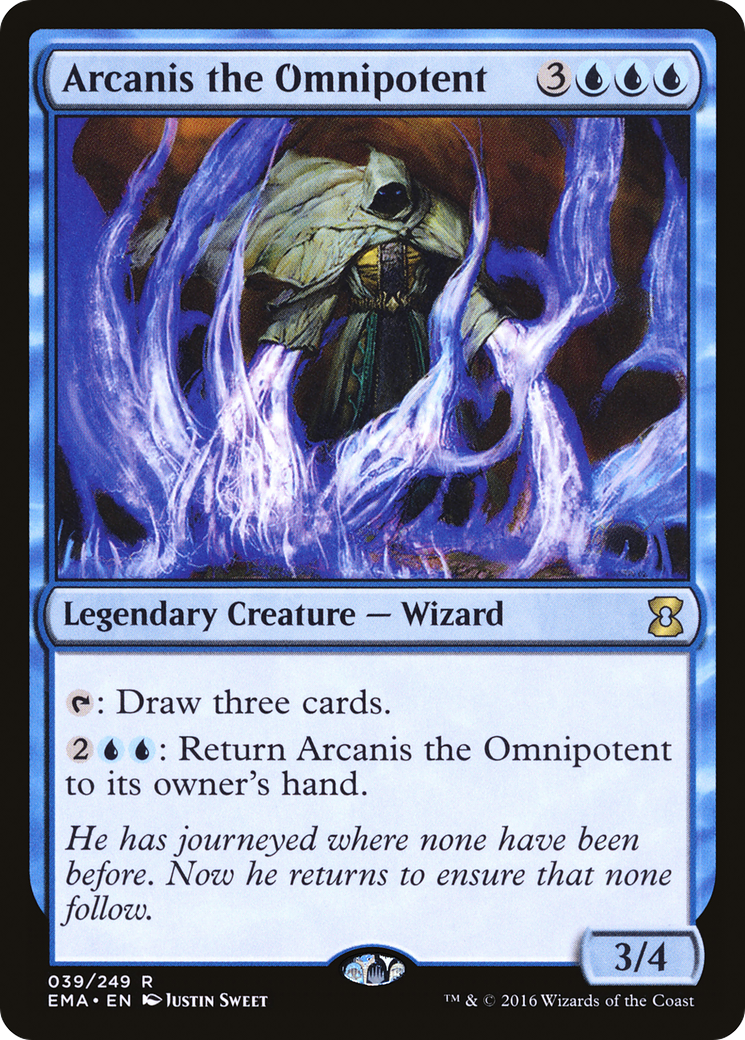 Arcanis the Omnipotent 3
Legendary Creature — Wizard
: Draw three cards.
2 : Return Arcanis the Omnipotent
to its owner's hand.
He has journeyed where none have been
before. Now he returns to ensure that none
follow.
3/4
039/249 R
EMA • EN Justin Sweet
™ & © 2016 Wizards of the Coast